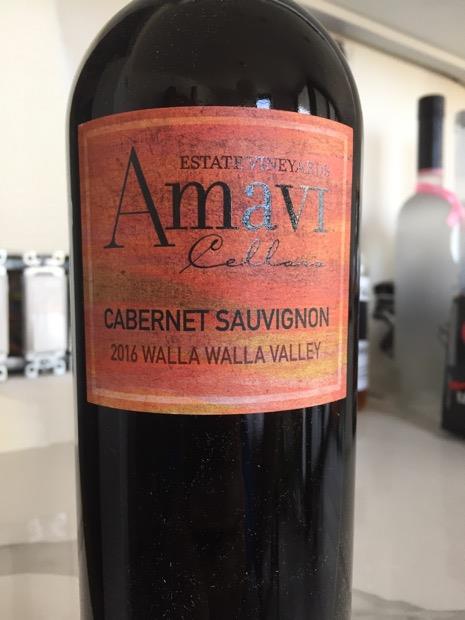 ESTATE VINEYARDS
Amavi
Cellars
CABERNET SAUVIGNON
2016 WALLA WALLA VALLEY